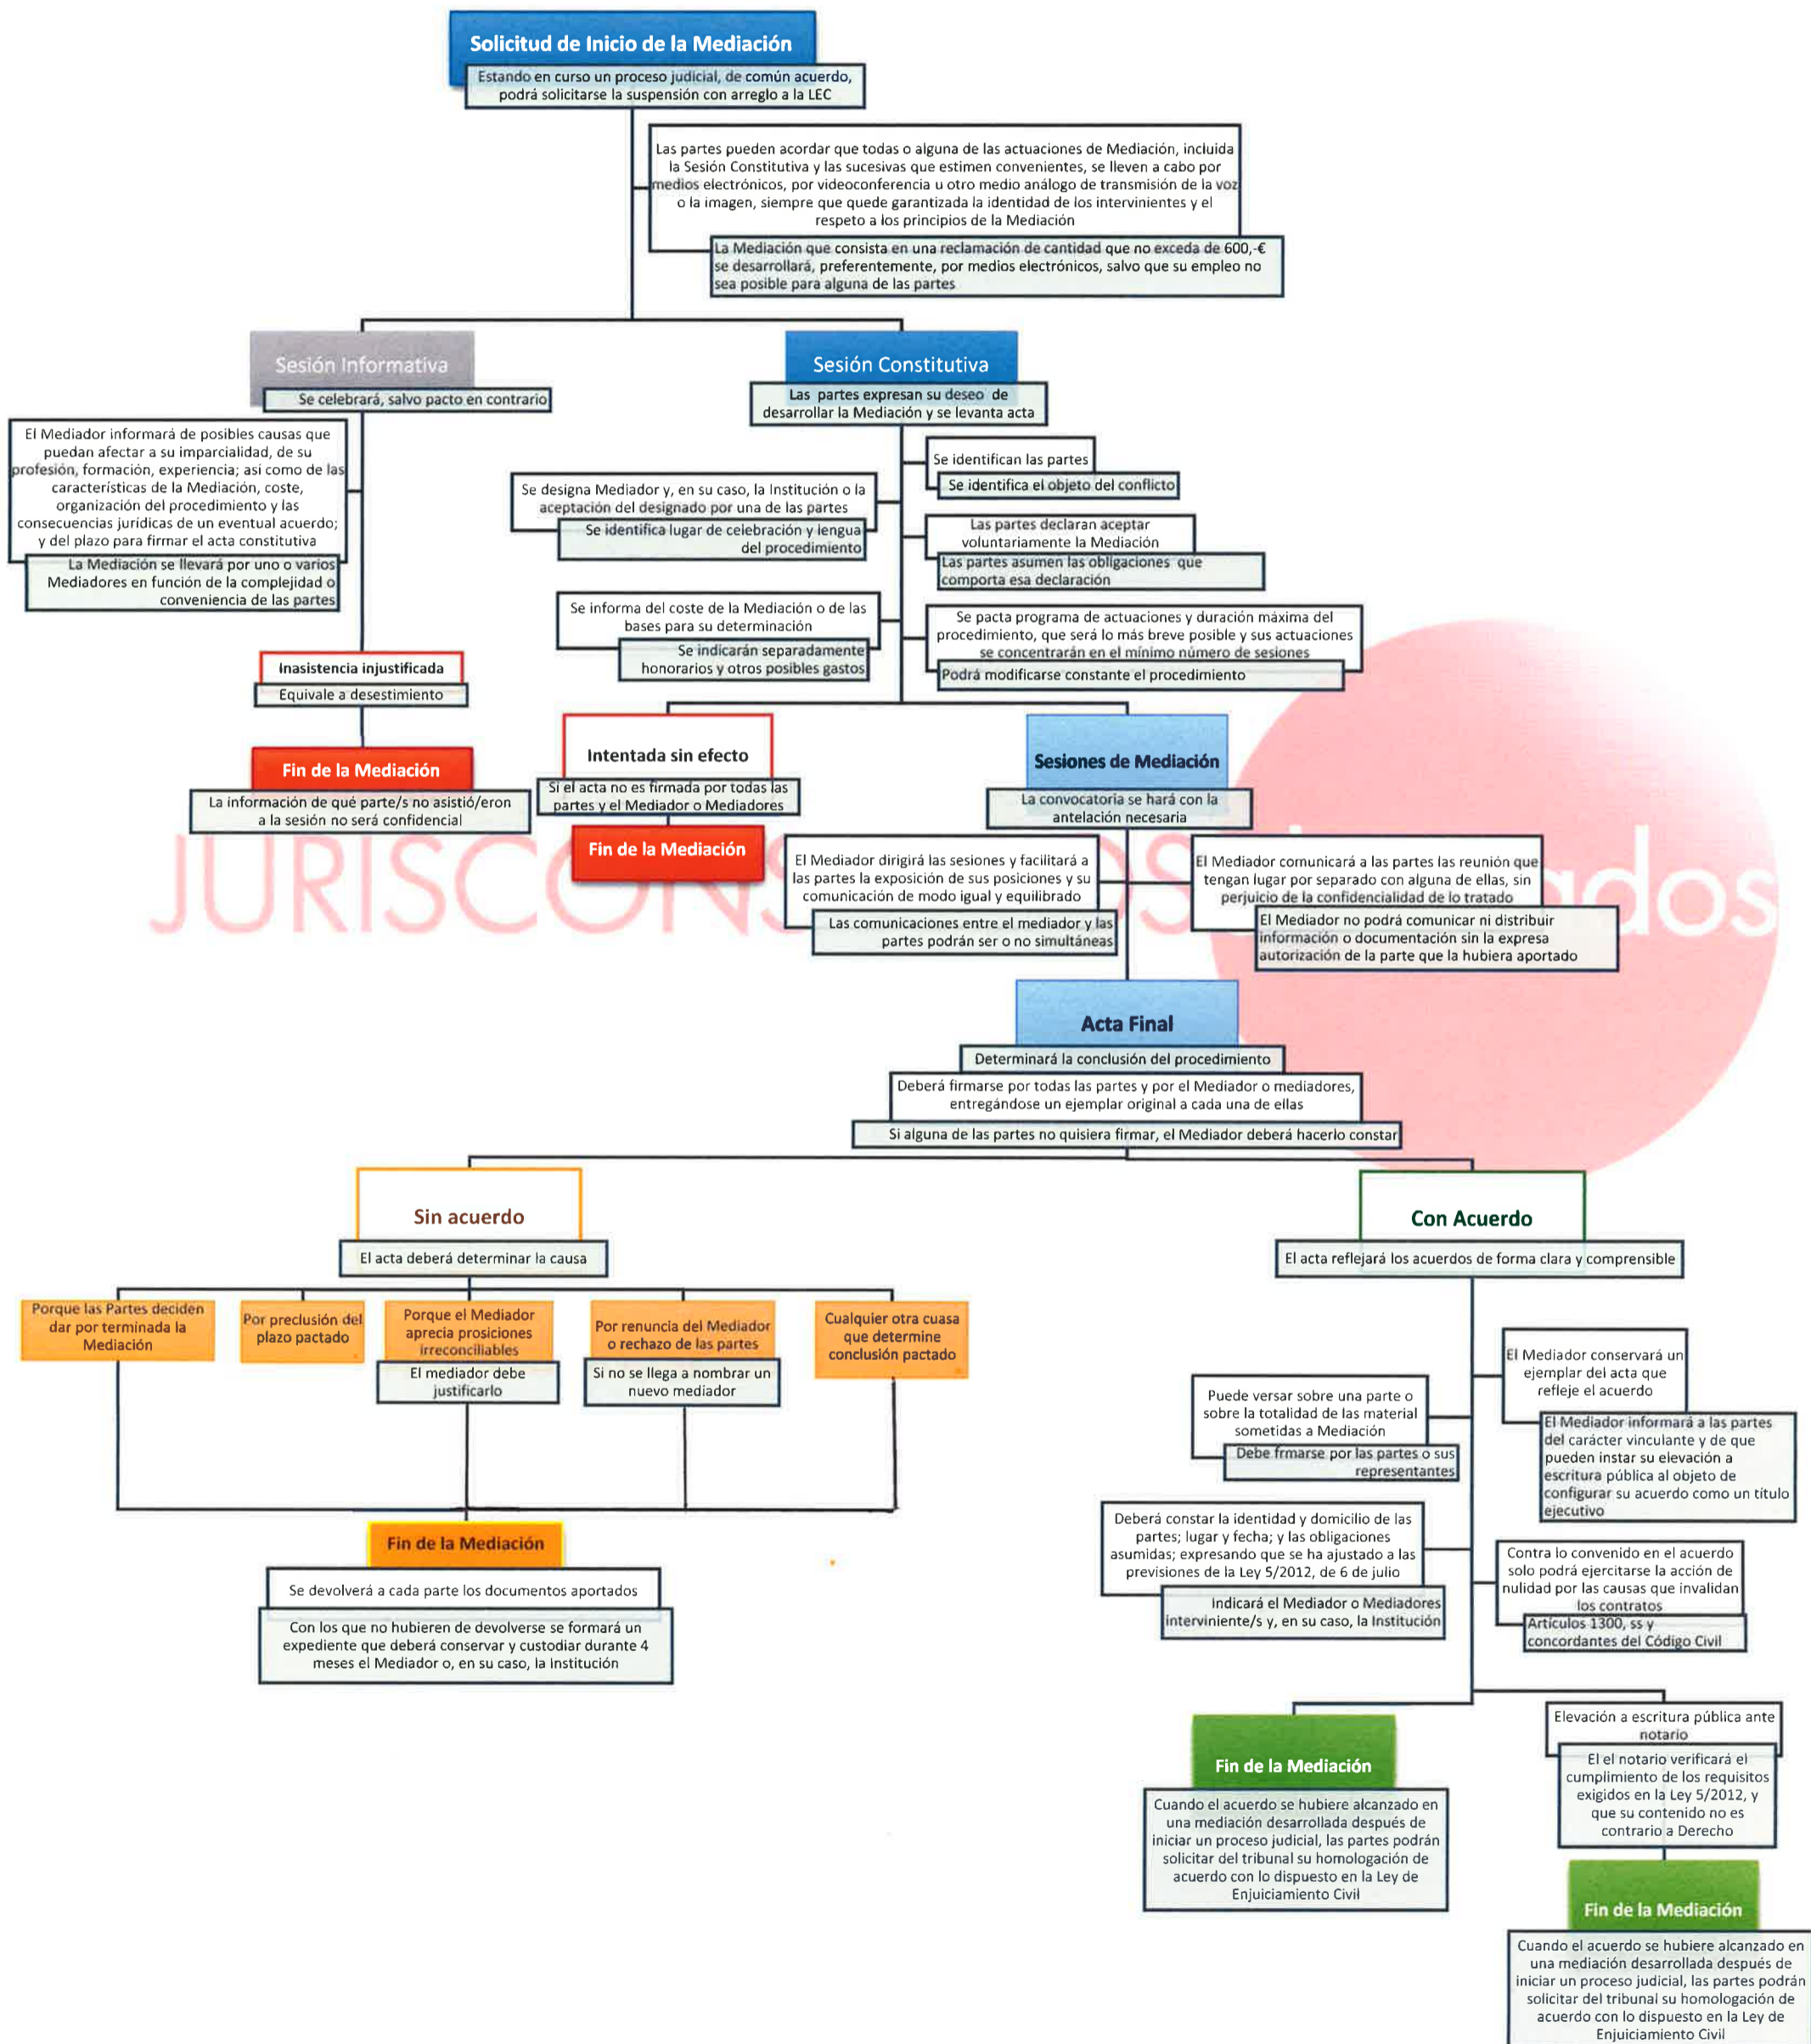 Solicitud de Inicio de la Mediación
Estando en curso un proceso judicial, de común acuerdo,
podrá solicitarse la suspensión con arreglo a la LEC
Las partes pueden acordar que todas o alguna de las actuaciones de Mediación, incluida
la Sesión Constitutiva y las sucesivas que estimen convenientes, se lleven a cabo por
medios electrónicos, por videoconferencia u otro medio análogo de transmisión de la voz
o la imagen, siempre que quede garantizada la identidad de los intervinientes y el
respeto a los principios de la Mediación
La Mediación que consista en una reclamación de cantidad que no exceda de 600,-€
se desarrollará, preferentemente, por medios electrónicos, salvo que su empleo no
sea posible para alguna de las partes
Sesión Informativa
Se celebrará, salvo pacto en contrario
El Mediador informará de posibles causas que
puedan afectar a su imparcialidad, de su
profesión, formación, experiencia; asi como de las
características de la Mediación, coste,
organización del procedimiento y las
consecuencias jurídicas de un eventual acuerdo;
y del plazo para firmar el acta constitutiva
La Mediación se llevará por uno o varios
Mediadores en función de la complejidad o
conveniencia de las partes
Inasistencia injustificada
Equivale a desestimiento
Fin de la Mediación
La información de qué parte/s no asistió/eron
a la sesión no será confidencial
Sesión Constitutiva
Las partes expresan su deseo de
desarrollar la Mediación y se levanta acta
Se identifican las partes
Se identifica el objeto del conflicto
Se designa Mediador y, en su caso, la Institución o la
aceptación del designado por una de las partes
Se identifica lugar de celebración y lengua
del procedimiento
Las partes declaran aceptar
voluntariamente la Mediación
Las partes asumen las obligaciones que
comporta esa declaración
Se informa del coste de la Mediación o de las
bases para su determinación
Se indicarán separadamente
honorarios y otros posibles gastos
Se pacta programa de actuaciones y duración máxima del
procedimiento, que será lo más breve posible y sus actuaciones
se concentrarán en el mínimo número de sesiones
Podrá modificarse constante el procedimiento
Intentada sin efecto
Si el acta no es firmada por todas las
partes y el Mediador o Mediadores
Fin de la Mediación
Sesiones de Mediación
La convocatoria se hará con la
antelación necesaria
El Mediador dirigirá las sesiones y facilitará a
las partes la exposición de sus posiciones y su
comunicación de modo igual y equilibrado
Las comunicaciones entre el mediador y las
partes podrán ser o no simultáneas
El Mediador comunicará a las partes las reunión que
tengan lugar por separado con alguna de ellas, sin
perjuicio de la confidencialidad de lo tratado
El Mediador no podrá comunicar ni distribuir
información o documentación sin la expresa
autorización de la parte que la hubiera aportado
Acta Final
Determinará la conclusión del procedimiento
Deberá firmarse por todas las partes y por el Mediador o mediadores,
entregándose un ejemplar original a cada una de ellas
Si alguna de las partes no quisiera firmar, el Mediador deberá hacerlo constar
Sin acuerdo
El acta deberá determinar la causa
Porque las Partes deciden
dar por terminada la
Mediación
Por preclusión del
plazo pactado
Porque el Mediador
aprecia prosiciones
irreconciliables
El mediador debe
justificarlo
Por renuncia del Mediador
o rechazo de las partes
Si no se llega a nombrar un
nuevo mediador
Cualquier otra cuasa
que determine
conclusión pactado
Fin de la Mediación
Se devolverá a cada parte los documentos aportados
Con los que no hubieren de devolverse se formará un
expediente que deberá conservar y custodiar durante 4
meses el Mediador o, en su caso, la Institución
Con Acuerdo
El acta reflejará los acuerdos de forma clara y comprensible
El Mediador conservará un
ejemplar del acta que
refleje el acuerdo
El Mediador informará a las partes
del carácter vinculante y de que
pueden instar su elevación a
escritura pública al objeto de
configurar su acuerdo como un título
ejecutivo
Puede versar sobre una parte o
sobre la totalidad de las material
sometidas a Mediación
Debe frmarse por las partes o sus
representantes
Deberá constar la identidad y domicilio de las
partes; lugar y fecha; y las obligaciones
asumidas; expresando que se ha ajustado a las
previsiones de la Ley 5/2012, de 6 de julio
Indicará el Mediador o Mediadores
interviniente/s y, en su caso, la Institución
Contra lo convenido en el acuerdo
solo podrá ejercitarse la acción de
nulidad por las causas que invalidan
los contratos
Artículos 1300, ss y
concordantes del Código Civil
Fin de la Mediación
Cuando el acuerdo se hubiere alcanzado en
una mediación desarrollada después de
iniciar un proceso judicial, las partes podrán
solicitar del tribunal su homologación de
acuerdo con lo dispuesto en la Ley de
Enjuiciamiento Civil
Elevación a escritura pública ante
notario
El el notario verificará el
cumplimiento de los requisitos
exigidos en la Ley 5/2012, y
que su contenido no es
contrario a Derecho
Fin de la Mediación
Cuando el acuerdo se hubiere alcanzado en
una mediación desarrollada después de
iniciar un proceso judicial, las partes podrán
solicitar del tribunal su homologación de
acuerdo con lo dispuesto en la Ley de
Enjuiciamiento Civil